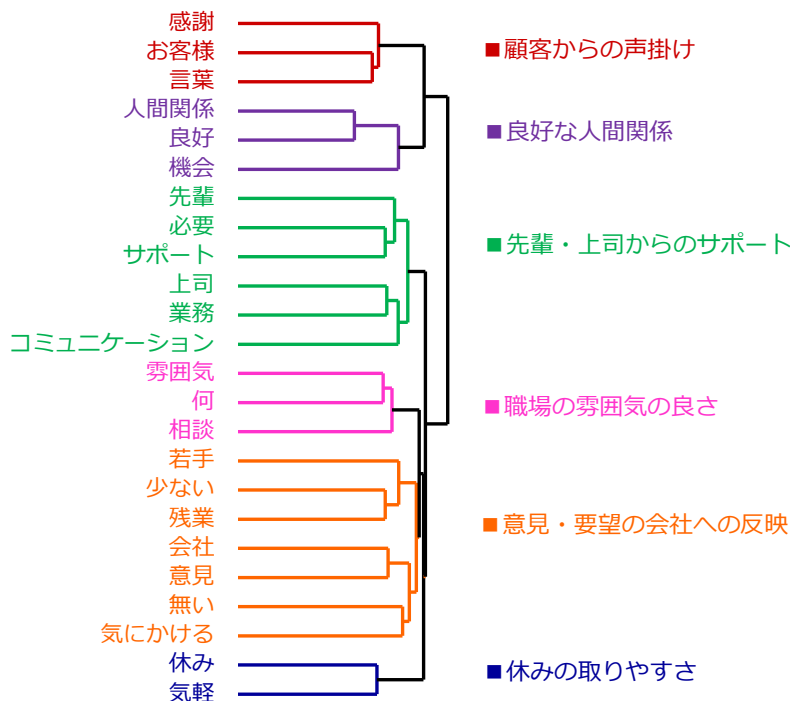 感謝
お客様
言葉
人間関係
良好
機会
先輩
必要
サポート
上司
業務
コミュニケーション
雰囲気
何
相談
若手
少ない
残業
会社
意見
無い
気にかける
休み
気軽
■顧客からの声掛け
■良好な人間関係
■先輩・上司からのサポート
■職場の雰囲気の良さ
■意見・要望の会社への反映
■休みの取りやすさ